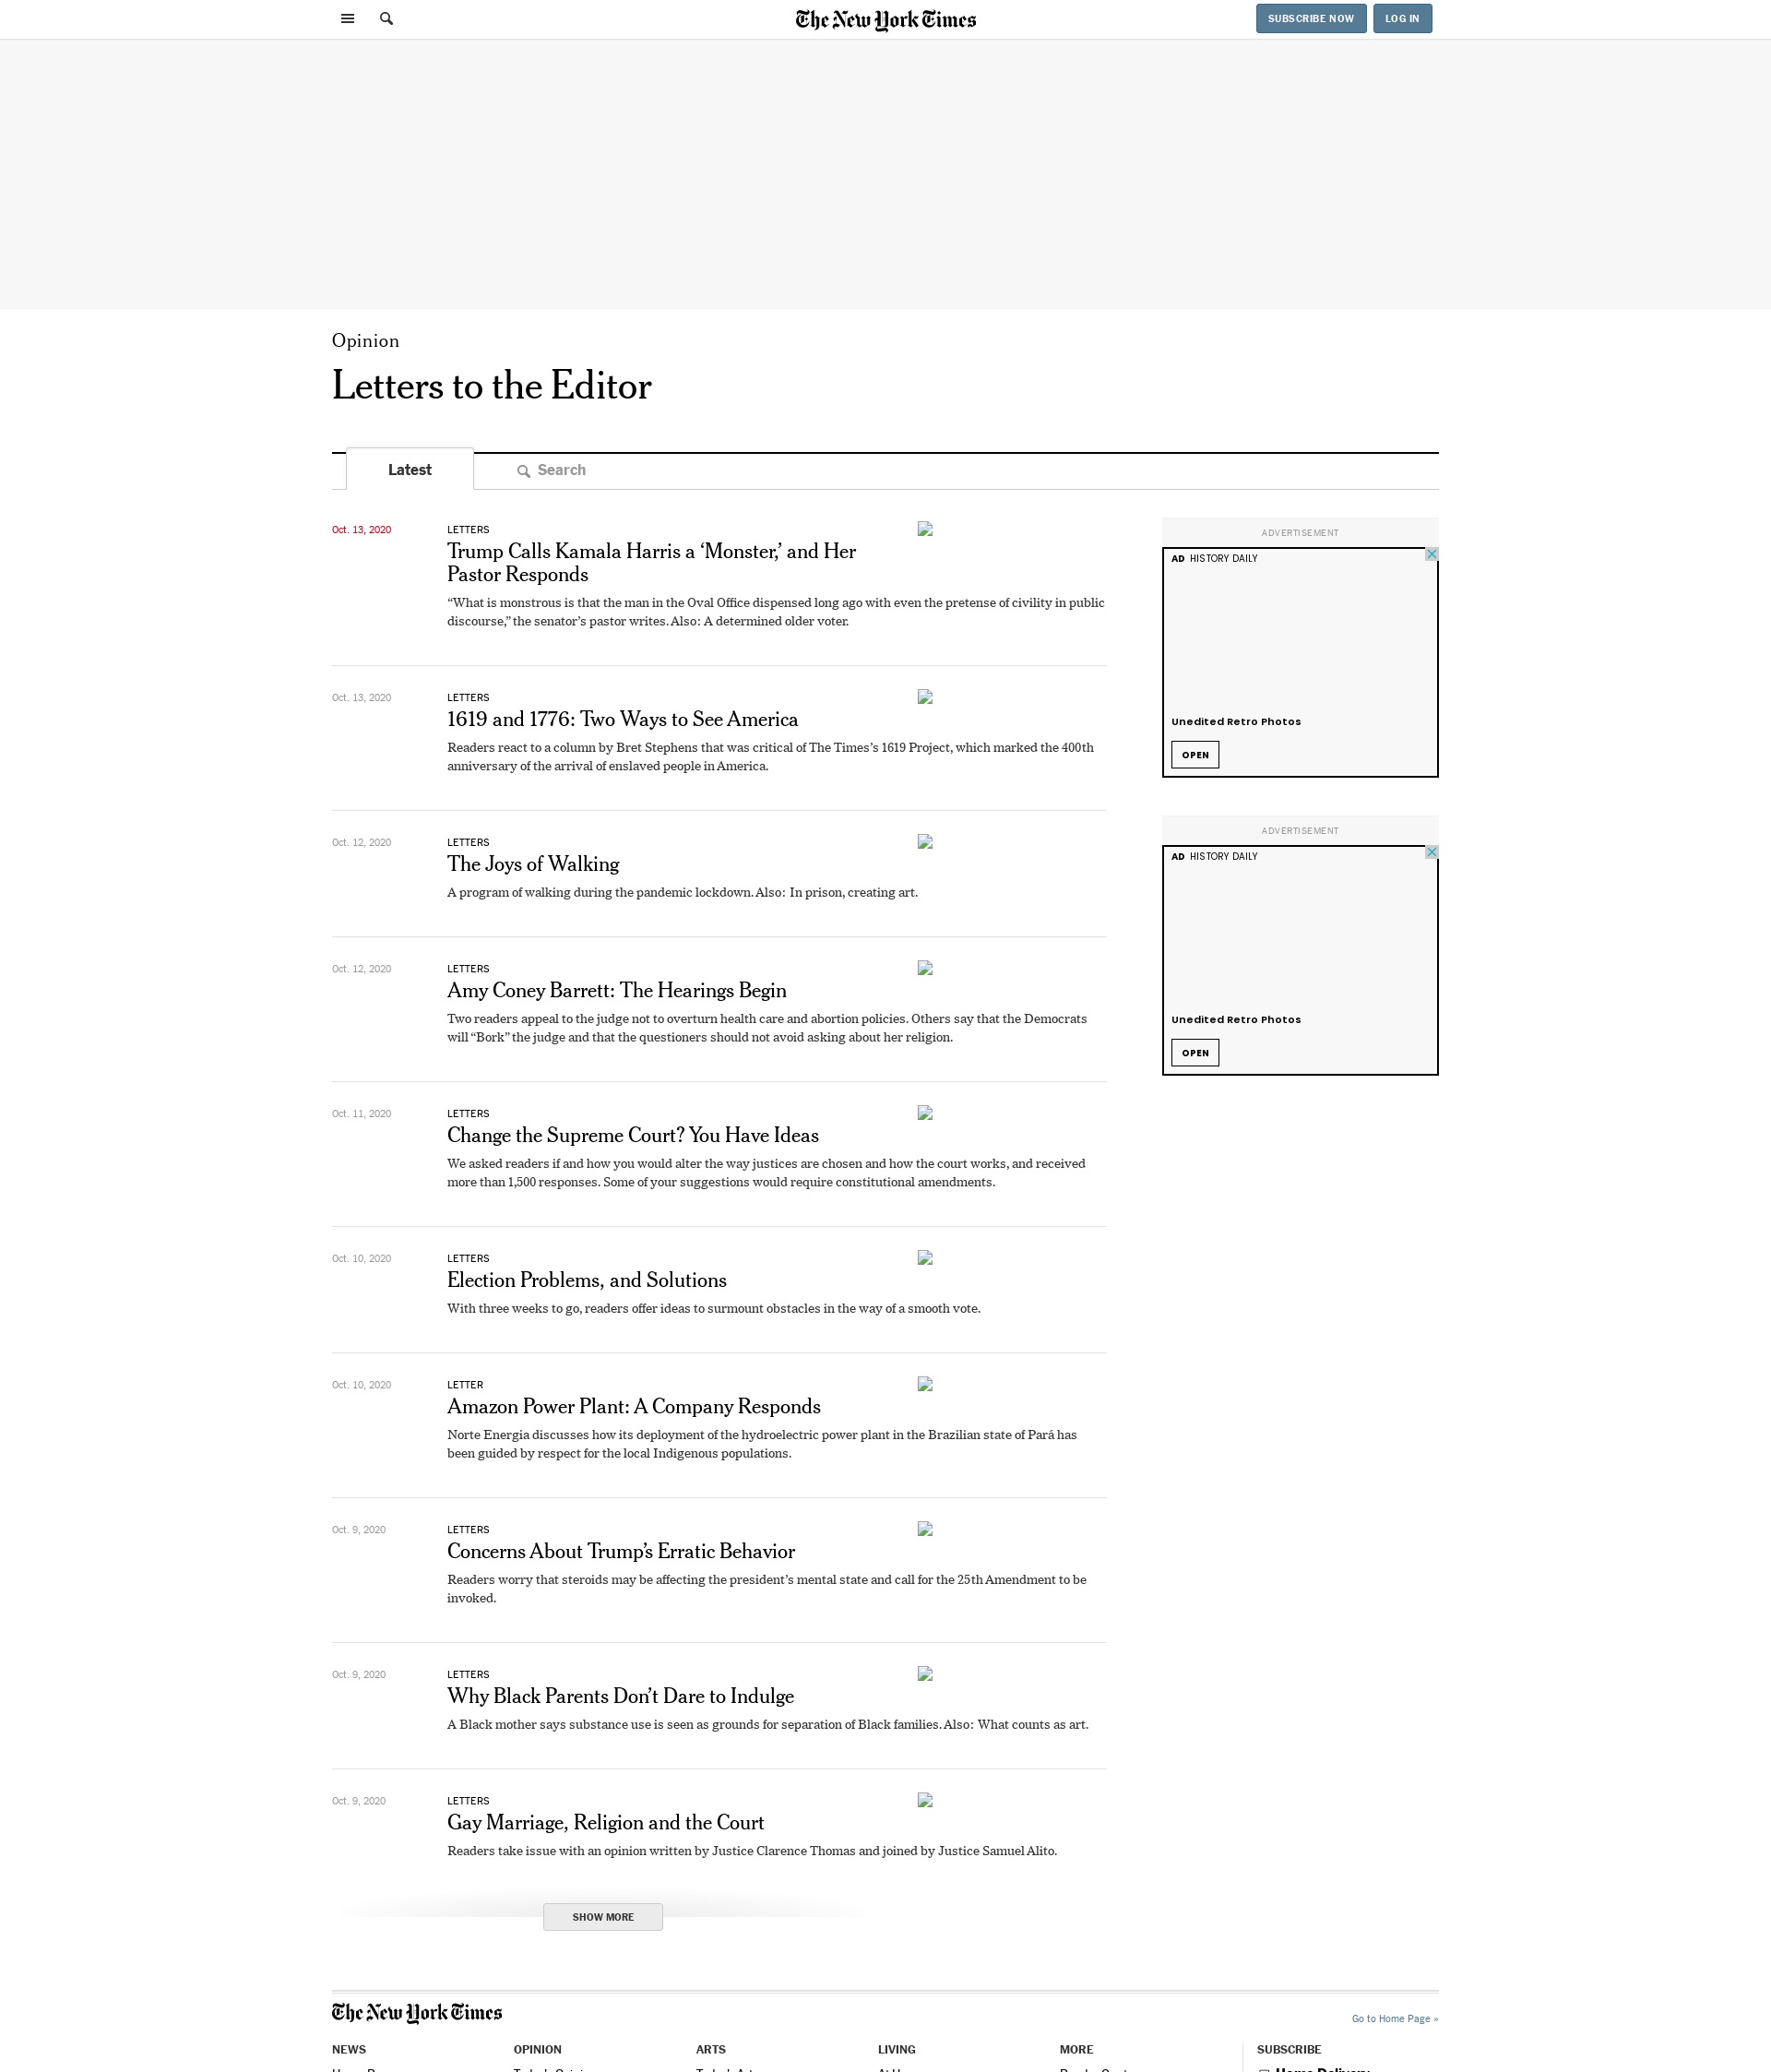 The New York Times
SUBSCRIBE NOW
LOG IN
Opinion
Letters to the Editor
Latest
Search
Oct. 13, 2020
LETTERS
Trump Calls Kamala Harris a ‘Monster,’ and Her
Pastor Responds
“What is monstrous is that the man in the Oval Office dispensed long ago with even the pretense of civility in public
discourse,” the senator’s pastor writes. Also: A determined older voter.
Oct. 13, 2020
LETTERS
1619 and 1776: Two Ways to See America
Readers react to a column by Bret Stephens that was critical of The Times’s 1619 Project, which marked the 400th
anniversary of the arrival of enslaved people in America.
Oct. 12, 2020
LETTERS
The Joys of Walking
A program of walking during the pandemic lockdown. Also: In prison, creating art.
Oct. 12, 2020
LETTERS
Amy Coney Barrett: The Hearings Begin
Two readers appeal to the judge not to overturn health care and abortion policies. Others say that the Democrats
will “Bork” the judge and that the questioners should not avoid asking about her religion.
Oct. 11, 2020
LETTERS
Change the Supreme Court? You Have Ideas
We asked readers if and how you would alter the way justices are chosen and how the court works, and received
more than 1,500 responses. Some of your suggestions would require constitutional amendments.
Oct. 10, 2020
LETTERS
Election Problems, and Solutions
With three weeks to go, readers offer ideas to surmount obstacles in the way of a smooth vote.
Oct. 10, 2020
LETTER
Amazon Power Plant: A Company Responds
Norte Energia discusses how its deployment of the hydroelectric power plant in the Brazilian state of Pará has
been guided by respect for the local Indigenous populations.
Oct. 9, 2020
LETTERS
Concerns About Trump’s Erratic Behavior
Readers worry that steroids may be affecting the president’s mental state and call for the 25th Amendment to be
invoked.
Oct. 9, 2020
LETTERS
Why Black Parents Don’t Dare to Indulge
A Black mother says substance use is seen as grounds for separation of Black families. Also: What counts as art.
Oct. 9, 2020
LETTERS
Gay Marriage, Religion and the Court
Readers take issue with an opinion written by Justice Clarence Thomas and joined by Justice Samuel Alito.
SHOW MORE
ADVERTISEMENT
AD HISTORY DAILY
Unedited Retro Photos
OPEN
ADVERTISEMENT
AD HISTORY DAILY
Unedited Retro Photos
OPEN
The New York Times
Go to Home Page »
NEWS
OPINION
ARTS
LIVING
MORE
SUBSCRIBE
Home Delivery